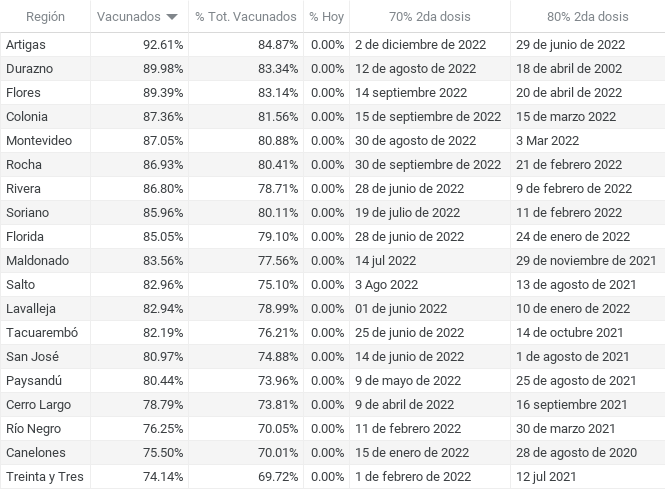 Región Vacunados % Tot. Vacunados % Hoy 70% 2da dosis 80% 2da dosis
Artigas 92.61% 84.87% 0.00% 2 de diciembre de 2022 29 de junio de 2022
Durazno 89.98% 83.34% 0.00% 12 de agosto de 2022 18 de abril de 2002
Flores 89.39% 83.14% 0.00% 14 septiembre 2022 20 de abril de 2022
Colonia 87.36% 81.56% 0.00% 15 de septiembre de 2022 15 de marzo 2022
Montevideo 87.05% 80.88% 0.00% 30 de agosto de 2022 3 Mar 2022
Rocha 86.93% 80.41% 0.00% 30 de septiembre de 2022 21 de febrero 2022
Rivera 86.80% 78.71% 0.00% 28 de junio de 2022 9 de febrero de 2022
Soriano 85.96% 80.11% 0.00% 19 de julio de 2022 11 de febrero 2022
Florida 85.05% 79.10% 0.00% 28 de junio de 2022 24 de enero de 2022
Maldonado 83.56% 77.56% 0.00% 14 jul 2022 29 de noviembre de 2021
Salto 82.96% 75.10% 0.00% 3 Ago 2022 13 de agosto de 2021
Lavalleja 82.94% 78.99% 0.00% 01 de junio 2022 10 de enero de 2022
Tacuarembó 82.19% 76.21% 0.00% 25 de junio de 2022 14 de octubre 2021
San José 80.97% 74.88% 0.00% 14 de junio de 2022 1 de agosto de 2021
Paysandú 80.44% 73.96% 0.00% 9 de mayo de 2022 25 de agosto de 2021
Cerro Largo 78.79% 73.81% 0.00% 9 de abril de 2022 16 septiembre 2021
Río Negro 76.25% 70.05% 0.00% 11 de febrero 2022 30 de marzo 2021
Canelones 75.50% 70.01% 0.00% 15 de enero de 2022 28 de agosto de 2020
Treinta y Tres 74.14% 69.72% 0.00% 1 de febrero de 2022 12 jul 2021